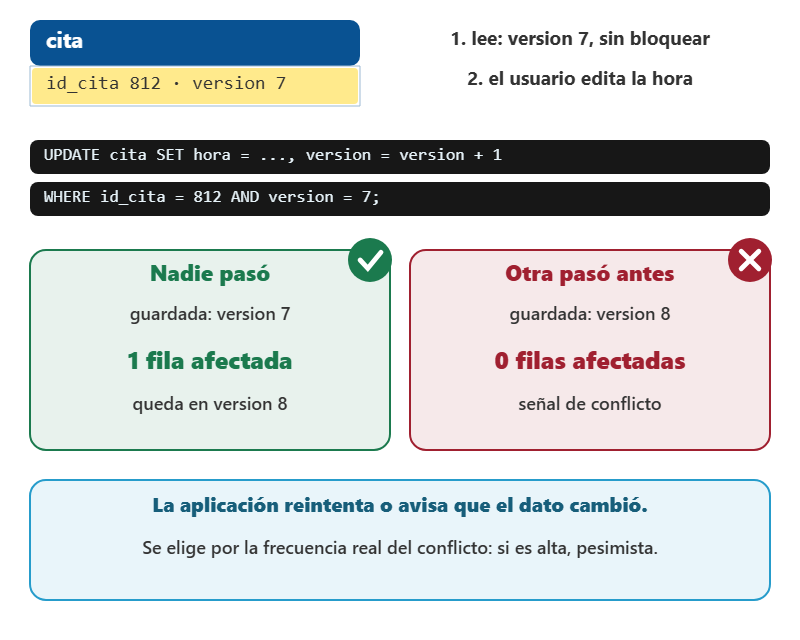 cita
id_cita 812 · version 7
1. lee: version 7, sin bloquear
2. el usuario edita la hora
UPDATE cita SET hora = ..., version = version + 1
WHERE id_cita = 812 AND version = 7;
Nadie pasó
guardada: version 7
1 fila afectada
queda en version 8
Otra pasó antes
guardada: version 8
0 filas afectadas
señal de conflicto
La aplicación reintenta o avisa que el dato cambió.
Se elige por la frecuencia real del conflicto: si es alta, pesimista.